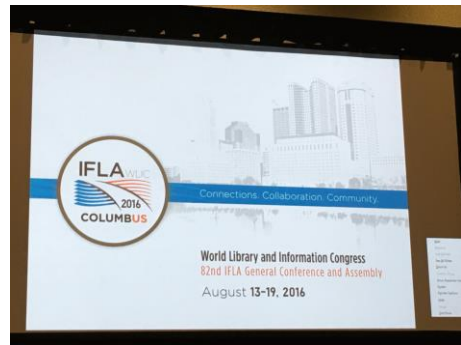 IFLA WLIC
2016
COLUMBUS
Connections. Collaboration. Community.
World Library and Information Congress
82nd IFLA General Conference and Assembly
August 13–19, 2016